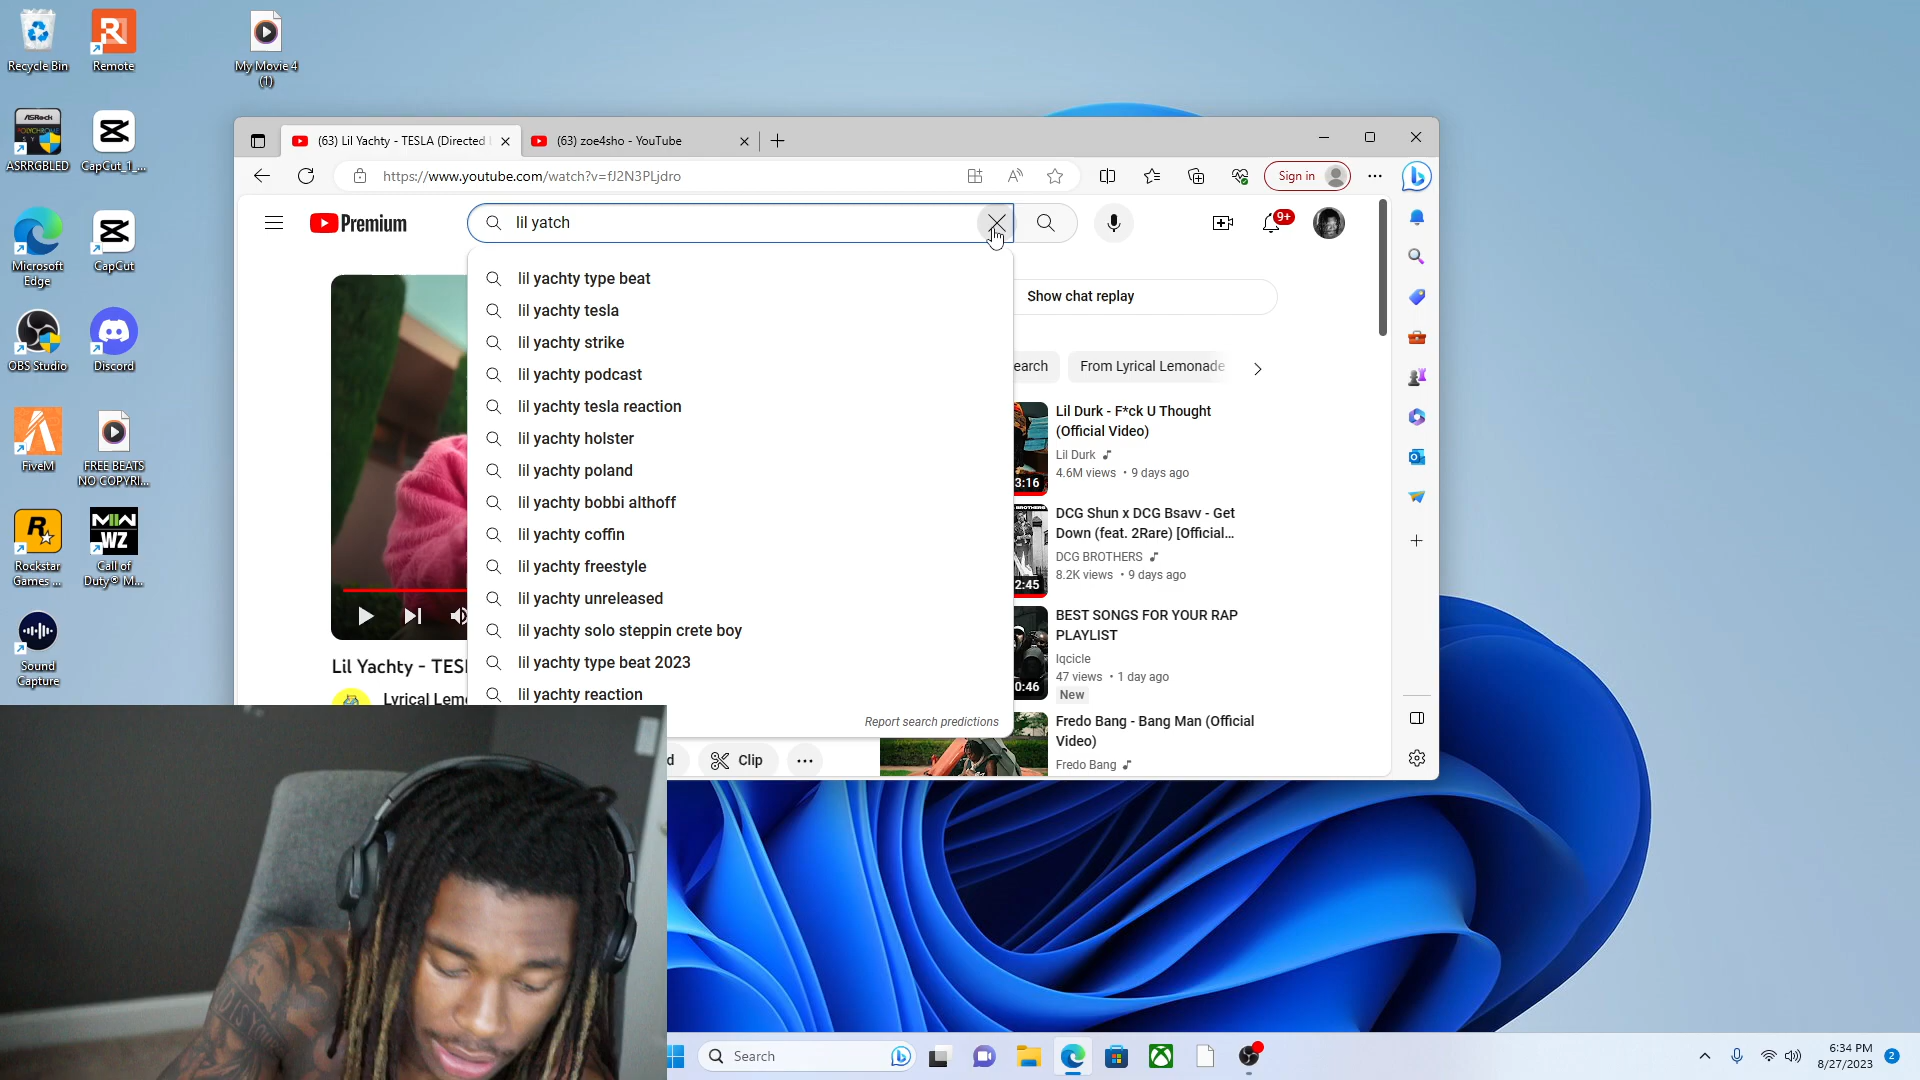 Recycle Bin
Remote
My Movie 4
(1)
ASRock
ASRRGBLED
CapCut_1_...
Microsoft
Edge
CapCut
OBS Studio
Discord
FiveM
FREE BEATS
NO COPYRI...
Rockstar
Games ...
Call of
Duty® M...
Sound
Capture
(63) Lil Yachty - TESLA (Directed
(63) zoe4sho - YouTube
https://www.youtube.com/watch?v=fJ2N3PLjdro
Sign in
Premium
lil yatch
9+
lil yachty type beat
lil yachty tesla
lil yachty strike
lil yachty podcast
lil yachty tesla reaction
lil yachty holster
lil yachty poland
lil yachty bobbi althoff
lil yachty coffin
lil yachty freestyle
lil yachty unreleased
lil yachty solo steppin crete boy
lil yachty type beat 2023
lil yachty reaction
Report search predictions
Show chat replay
earch
From Lyrical Lemonade
Lil Durk - F*ck U Thought
(Official Video)
Lil Durk
4.6M views • 9 days ago
3:16
DCG Shun x DCG Bsavv - Get
Down (feat. 2Rare) [Official...
DCG BROTHERS
8.2K views • 9 days ago
2:45
BEST SONGS FOR YOUR RAP
PLAYLIST
Iqcicle
47 views • 1 day ago
New
0:46
Fredo Bang - Bang Man (Official
Video)
Fredo Bang
Lil Yachty - TESL
Lyrical Lem
d
Clip
Search
6:34 PM
8/27/2023
2